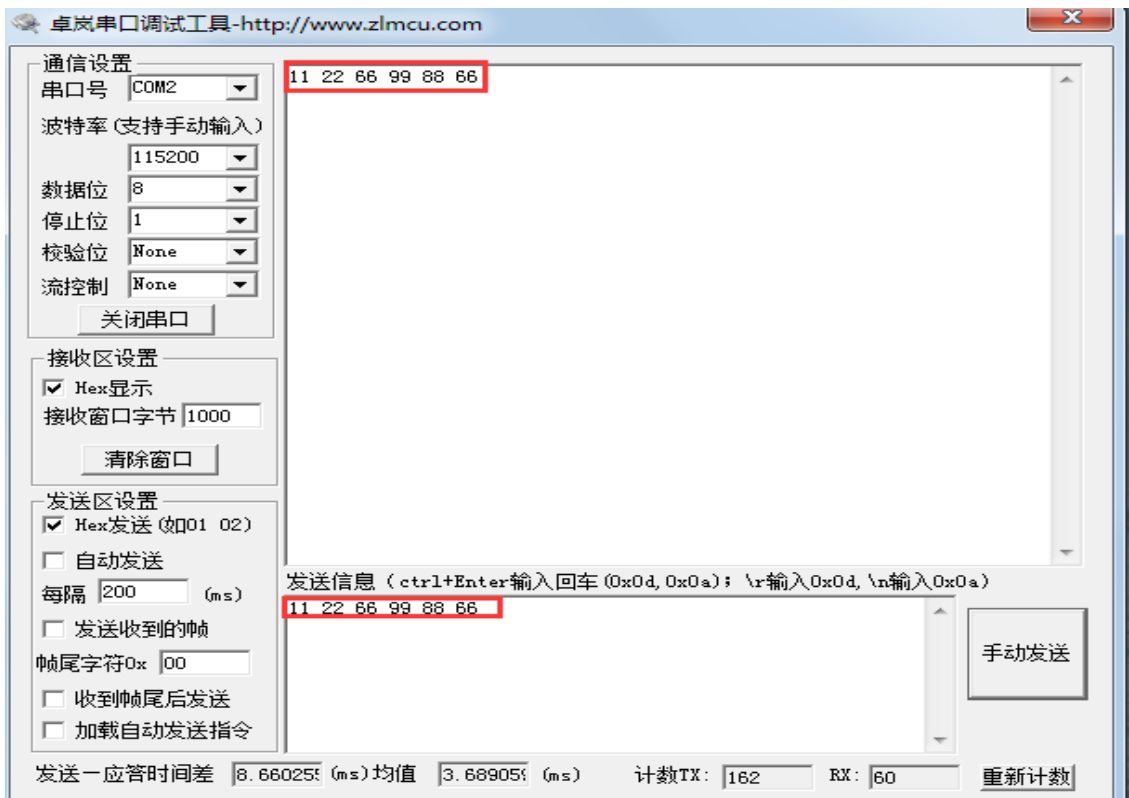 卓岚串口调试工具-http://www.zlmcu.com
通信设置
串口号 COM2
波特率(支持手动输入)
115200
数据位 8
停止位 1
校验位 None
流控制 None
关闭串口
接收区设置
Hex显示
接收窗口字节 1000
清除窗口
发送区设置
Hex发送(如01 02)
自动发送
每隔 200 (ms)
发送收到的帧
帧尾字符0x 00
收到帧尾后发送
加载自动发送指令
11 22 66 99 88 66
发送信息(ctrl+Enter输入回车(0x0d,0x0a); \r输入0x0d,\n输入0x0a)
11 22 66 99 88 66
手动发送
发送一应答时间差 8.66025 (ms)均值 3.68905 (ms) 计数TX: 162 RX: 60 重新计数